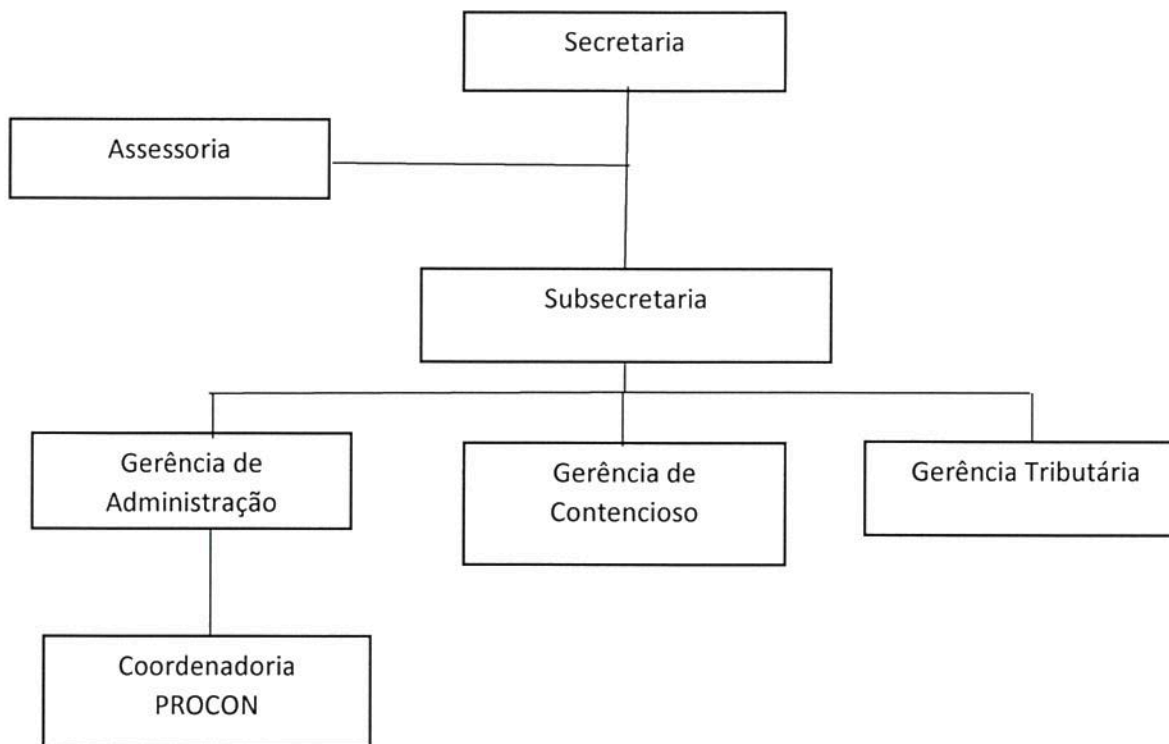 Secretaria
Assessoria
Subsecretaria
Gerência de
Administração
Gerência de
Contencioso
Gerência Tributária
Coordenadoria
PROCON